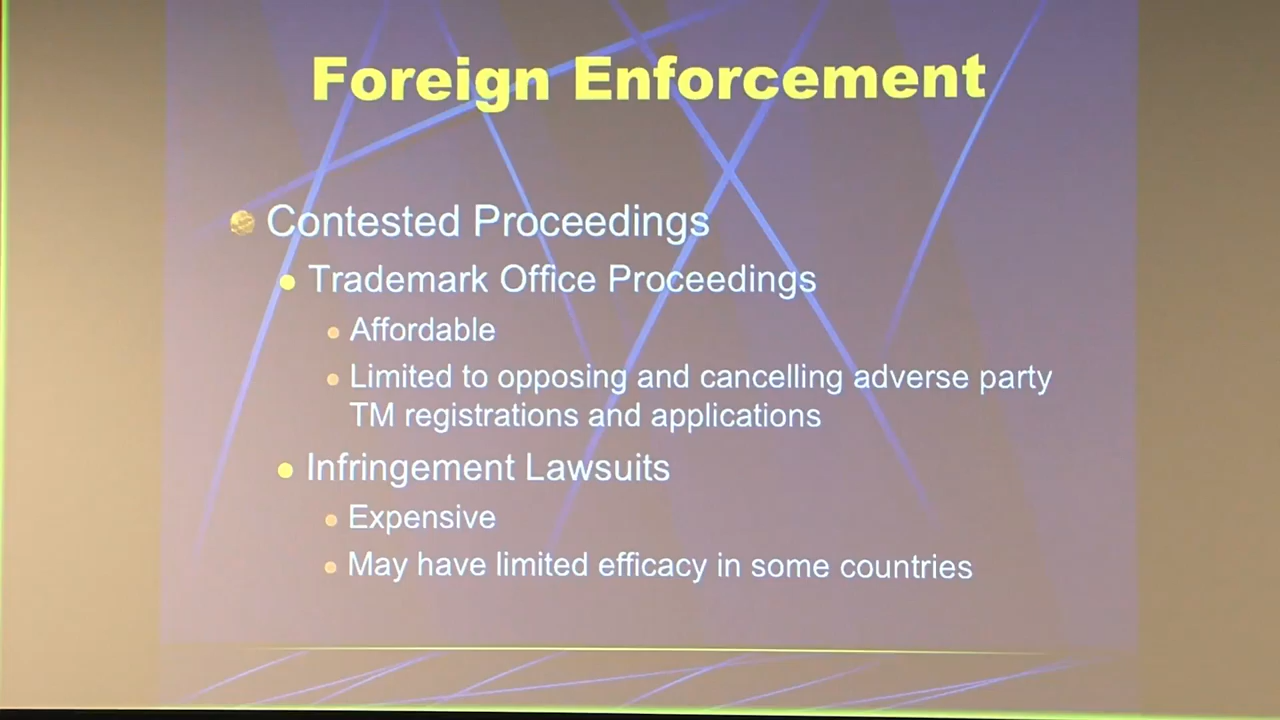 Foreign Enforcement
Contested Proceedings
Trademark Office Proceedings
Affordable
Limited to opposing and cancelling adverse party
TM registrations and applications
Infringement Lawsuits
Expensive
May have limited efficacy in some countries